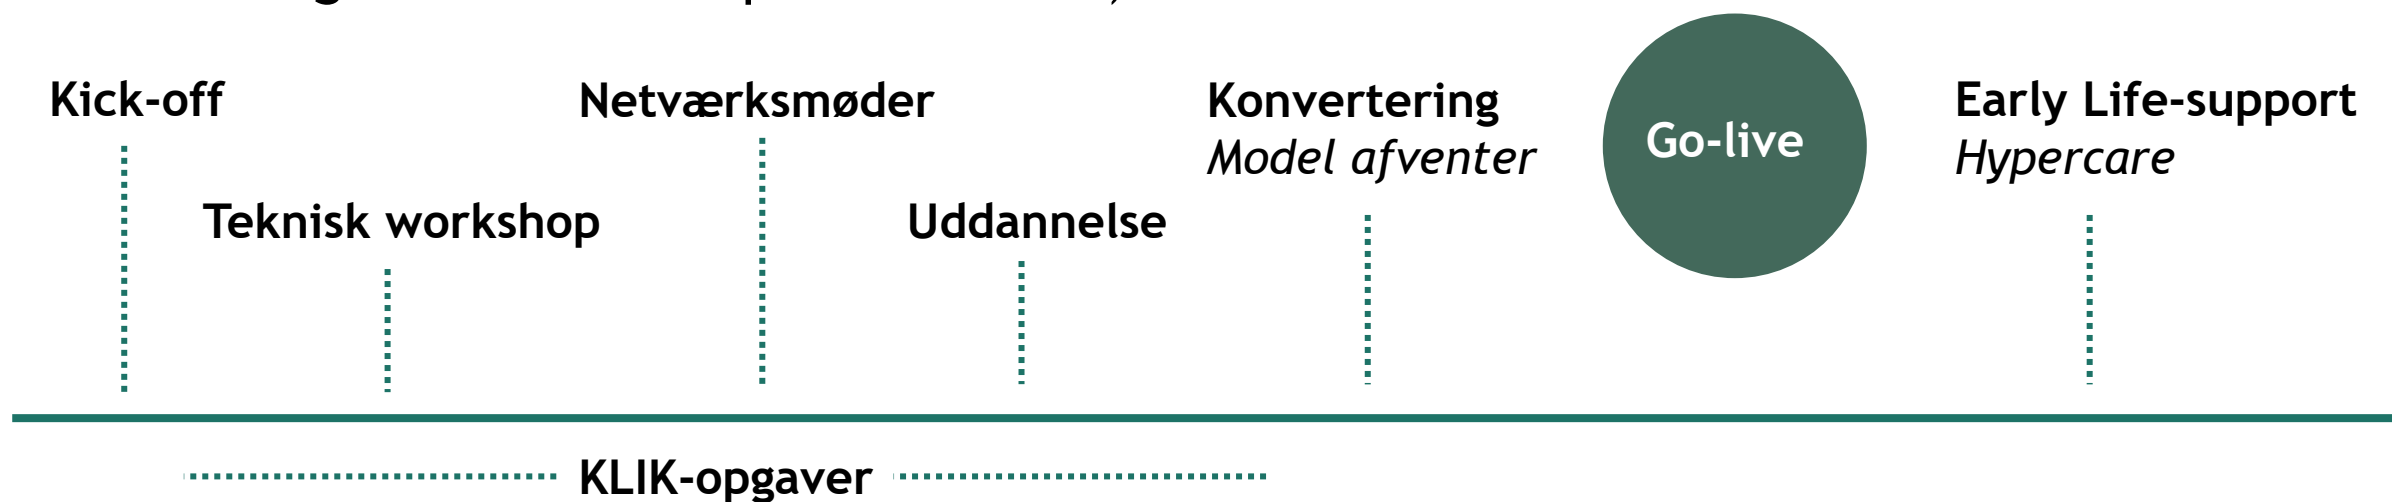 Kick-off
Netværksmøder
Konvertering
Model afventer
Go-live
Early Life-support
Hypercare
Teknisk workshop
Uddannelse
KLIK-opgaver